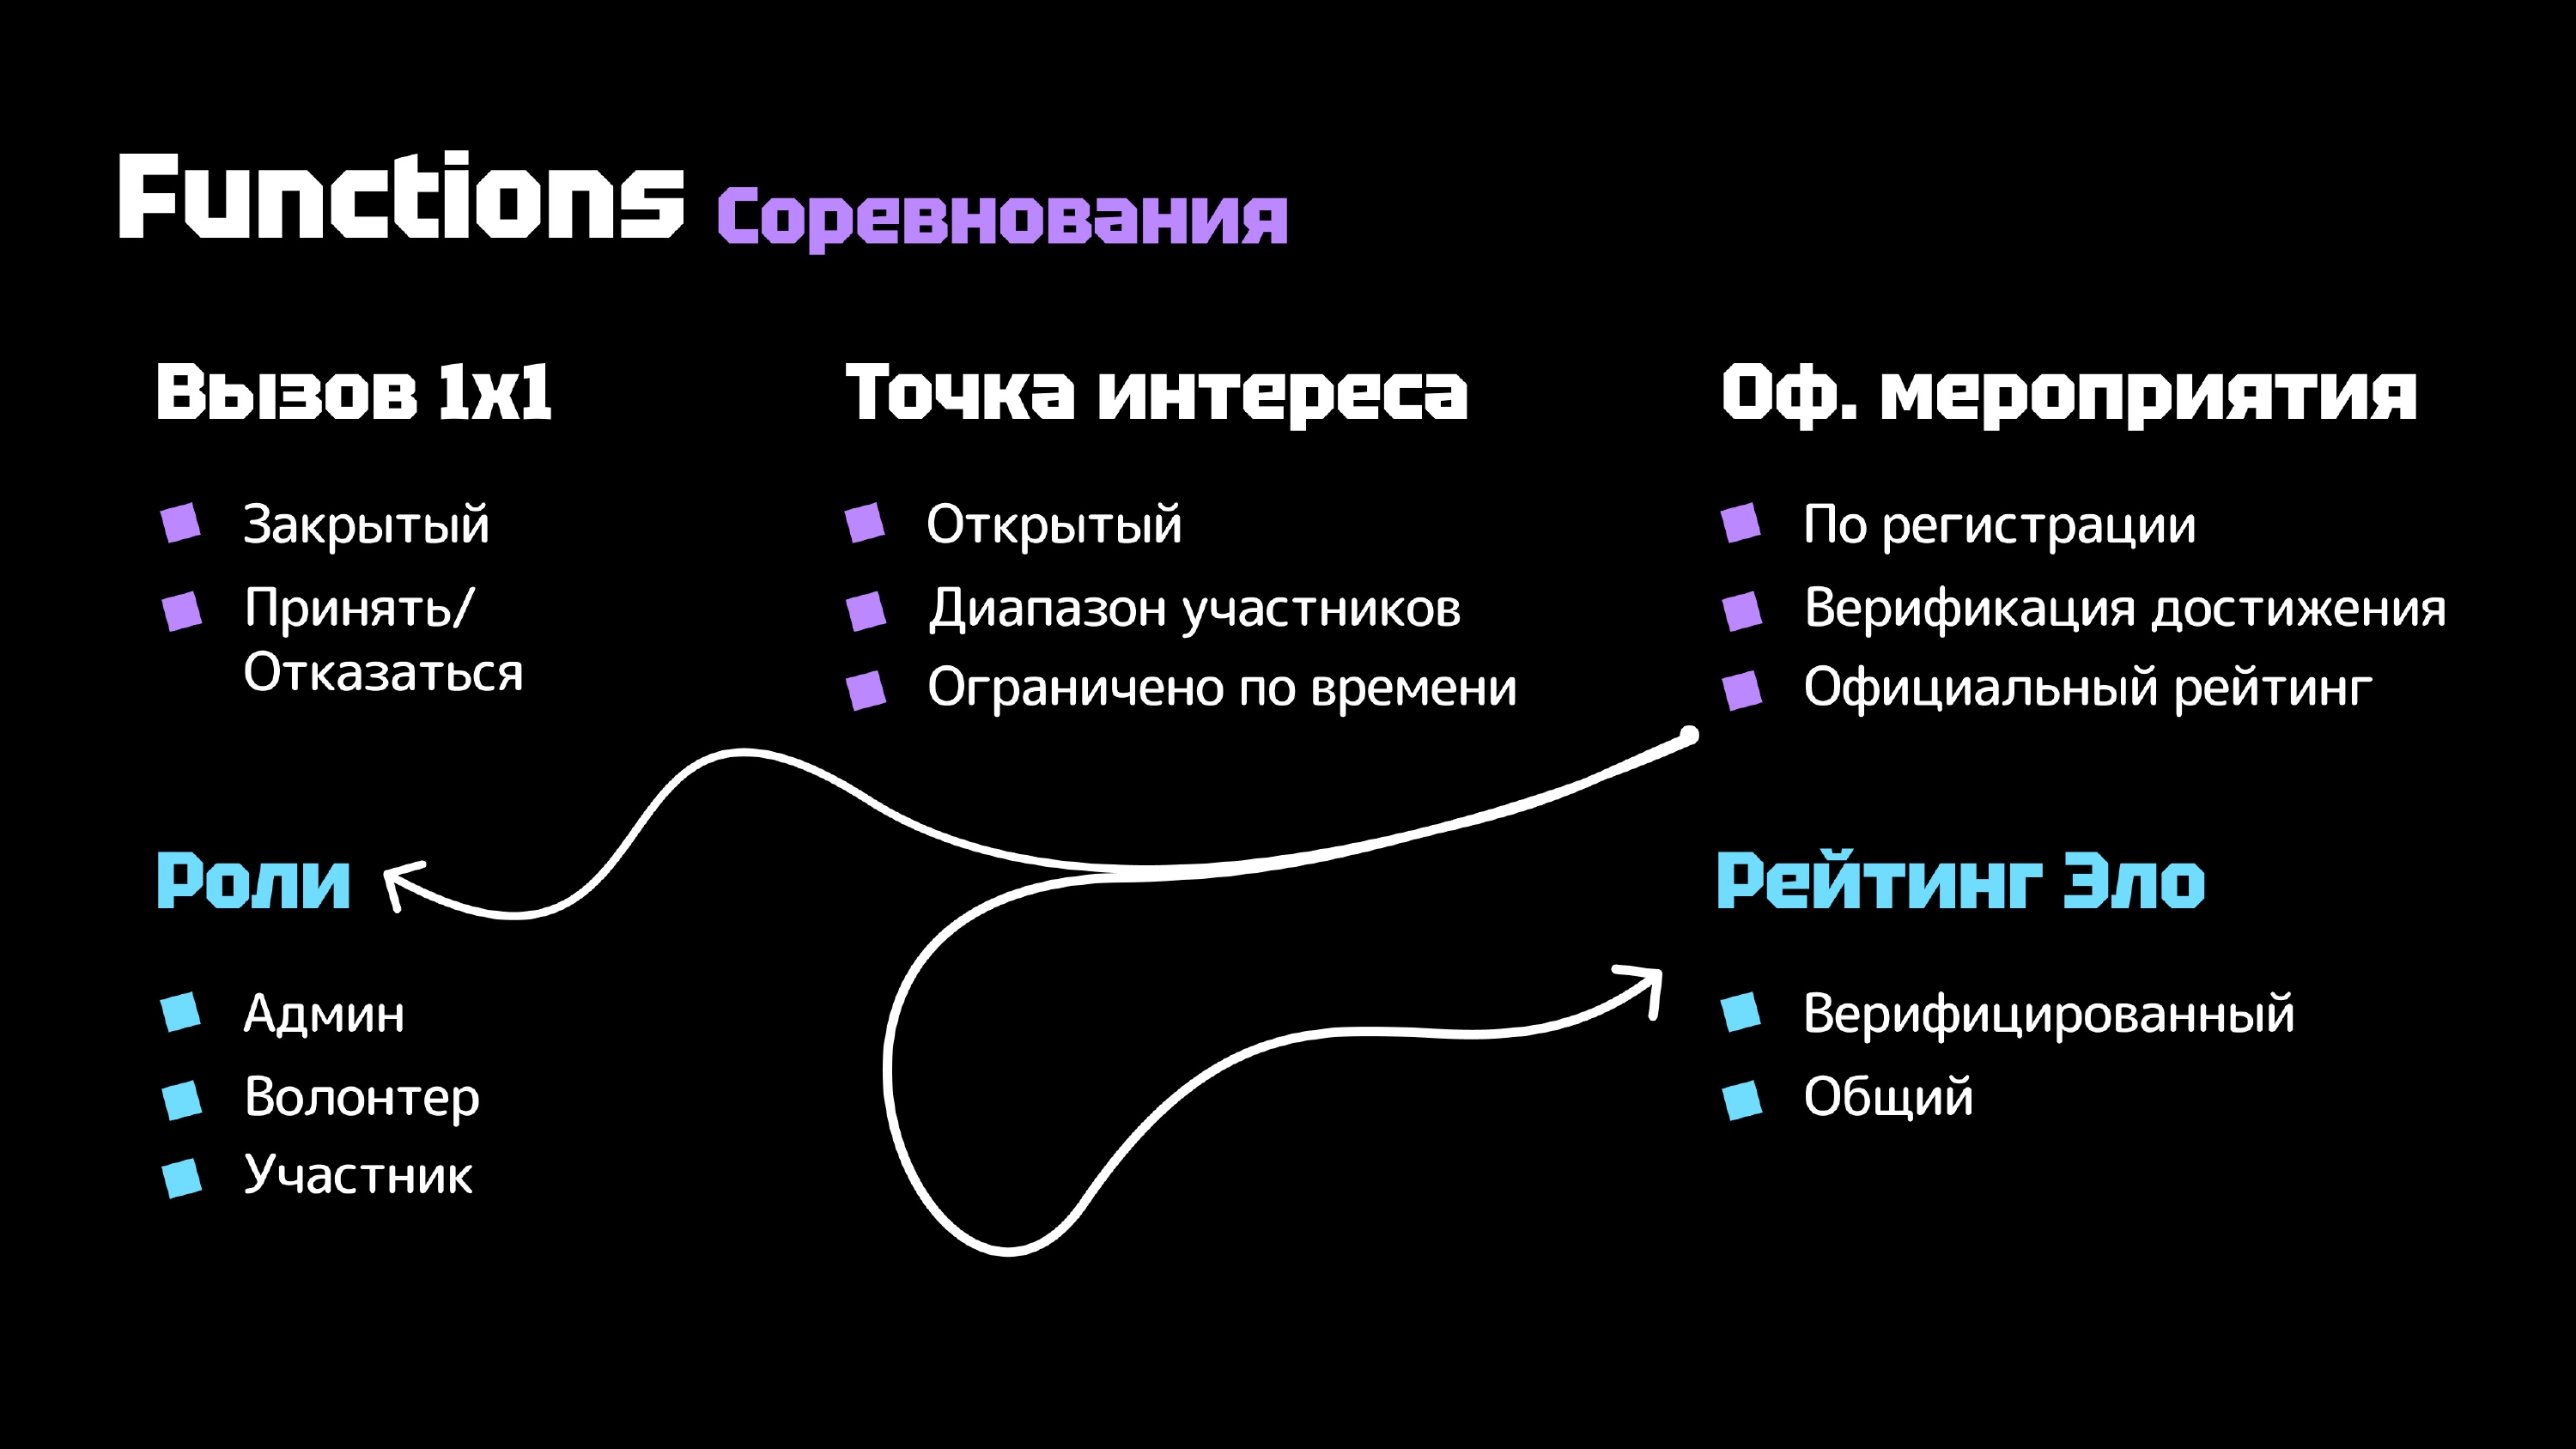 Functions Соревнования
Вызов 1х1
Закрытый
Принять/
Отказаться
Точка интереса
Открытый
Диапазон участников
Ограничено по времени
Оф. мероприятия
По регистрации
Верификация достижения
Официальный рейтинг
Роли
Админ
Волонтер
Участник
Рейтинг Эло
Верифицированный
Общий